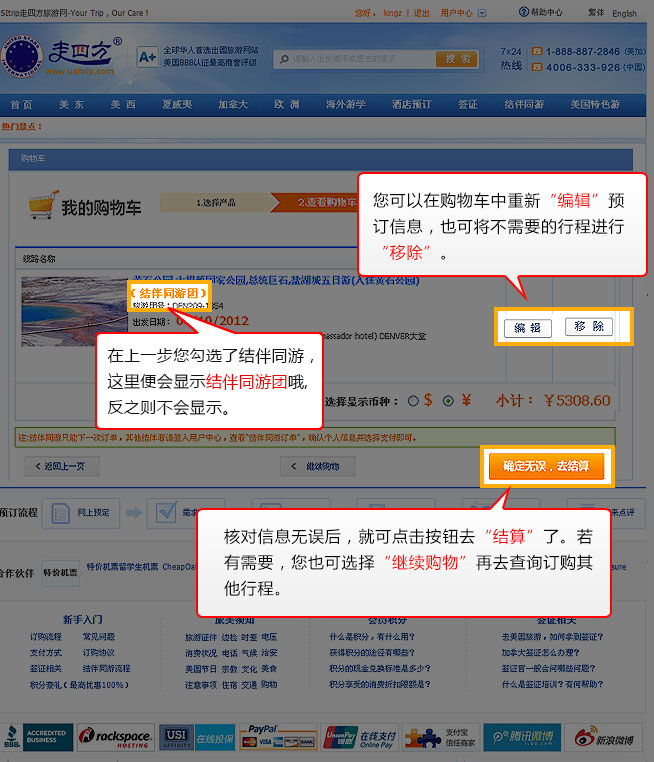 SItrip走四方旅游网-Your Trip, Our Care !
您好， kingz | 退出 用户中心
帮助中心 繁体 English
UNITED STARS INTERNATIONAL
走四方®
www.usitrip.com
A+
全球华人首选出国旅游网站
美国BBB认证最高商誉评级
请输入出发城市或想去的景点
搜 索
7×24 热线
1-888-887-2846 (美加)
4006-333-926 (中国)
首 页 美 东 美 西 夏威夷 加拿大 欧 洲 海外游学 酒店预订 签证 结伴同游 美国特色游
热门景点：
购物车
我的购物车
1.选择产品
2.查看购物车
您可以在购物车中重新“编辑”预
订信息，也可将不需要的行程进行
“移除”。
线路名称
国家公园,总统巨石,盐湖城五日游(入住黄石公园)
(结伴同游团)
出发日期：
10/2012
编 辑
移 除
bassador hotel) DENVER大堂
在上一步您勾选了结伴同游，
这里便会显示结伴同游团哦,
反之则不会显示。
选择显示币种： $ ¥ 小计： ¥5308.60
注:结伴同游只能下一次订单，其他结伴者请登入用户中心，查看“结伴同游订单”，确认个人信息并选择支付即可。
< 返回上一页
< 继续购物
确定无误，去结算
预订流程
网上预定
需求
点评
核对信息无误后，就可点击按钮去“结算”了。若
有需要，您也可选择“继续购物”再去查询订购其
他行程。
合作伙伴
特价机票
特价机票留学生机票 CheapOa
sure
新手入门 旅美须知 会员积分 签证相关
订购流程 常见问题
旅游证件 边检 时差 电压
什么是积分，有什么用？
去美国旅游，如何拿到签证？
支付方式 订购协议
消费状况 电话 气候 治安
获得积分的途径有哪些？
加拿大签证怎么办理？
签证相关 结伴同游流程
美国节日 宗教 文化 美食
积分的现金兑换标准是多少？
签证官一般会问哪些问题？
积分豪礼(最高优惠100%)
注意事项 住宿 交通 购物
积分享受的消费折扣限额是？
什么是签证培训？有何帮助？
BBB. ACCREDITED BUSINESS
rackspace. HOSTING
USI AFFINITY 在线投保
PayPal VISA
UnionPay 银联 在线支付 Online Pay
支付宝 信任商家
腾讯微博 t.qq.com
新浪微博